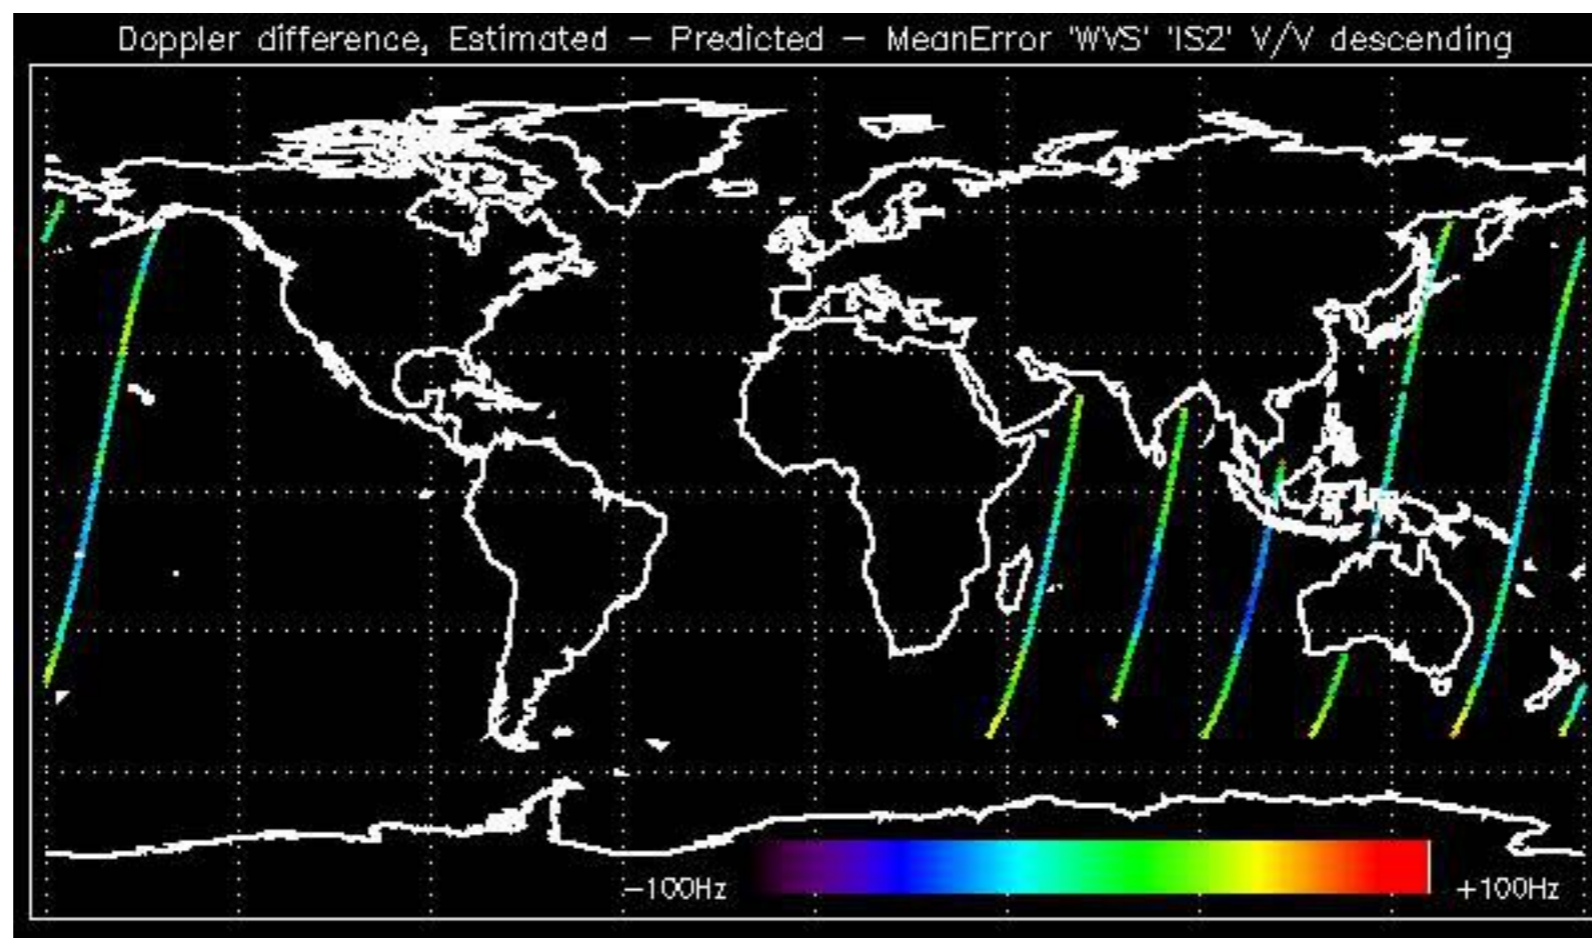 Doppler difference, Estimated - Predicted - MeanError 'WVS' 'IS2' V/V descending
-100Hz +100Hz